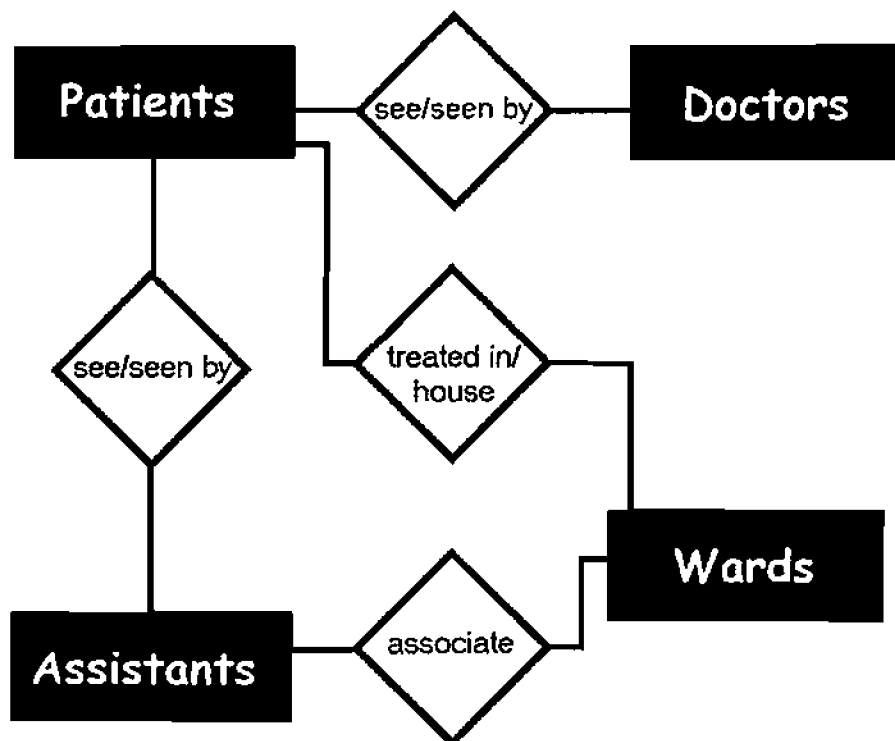 Patients
see/seen by
Doctors
see/seen by
treated in/
house
Wards
Assistants
associate